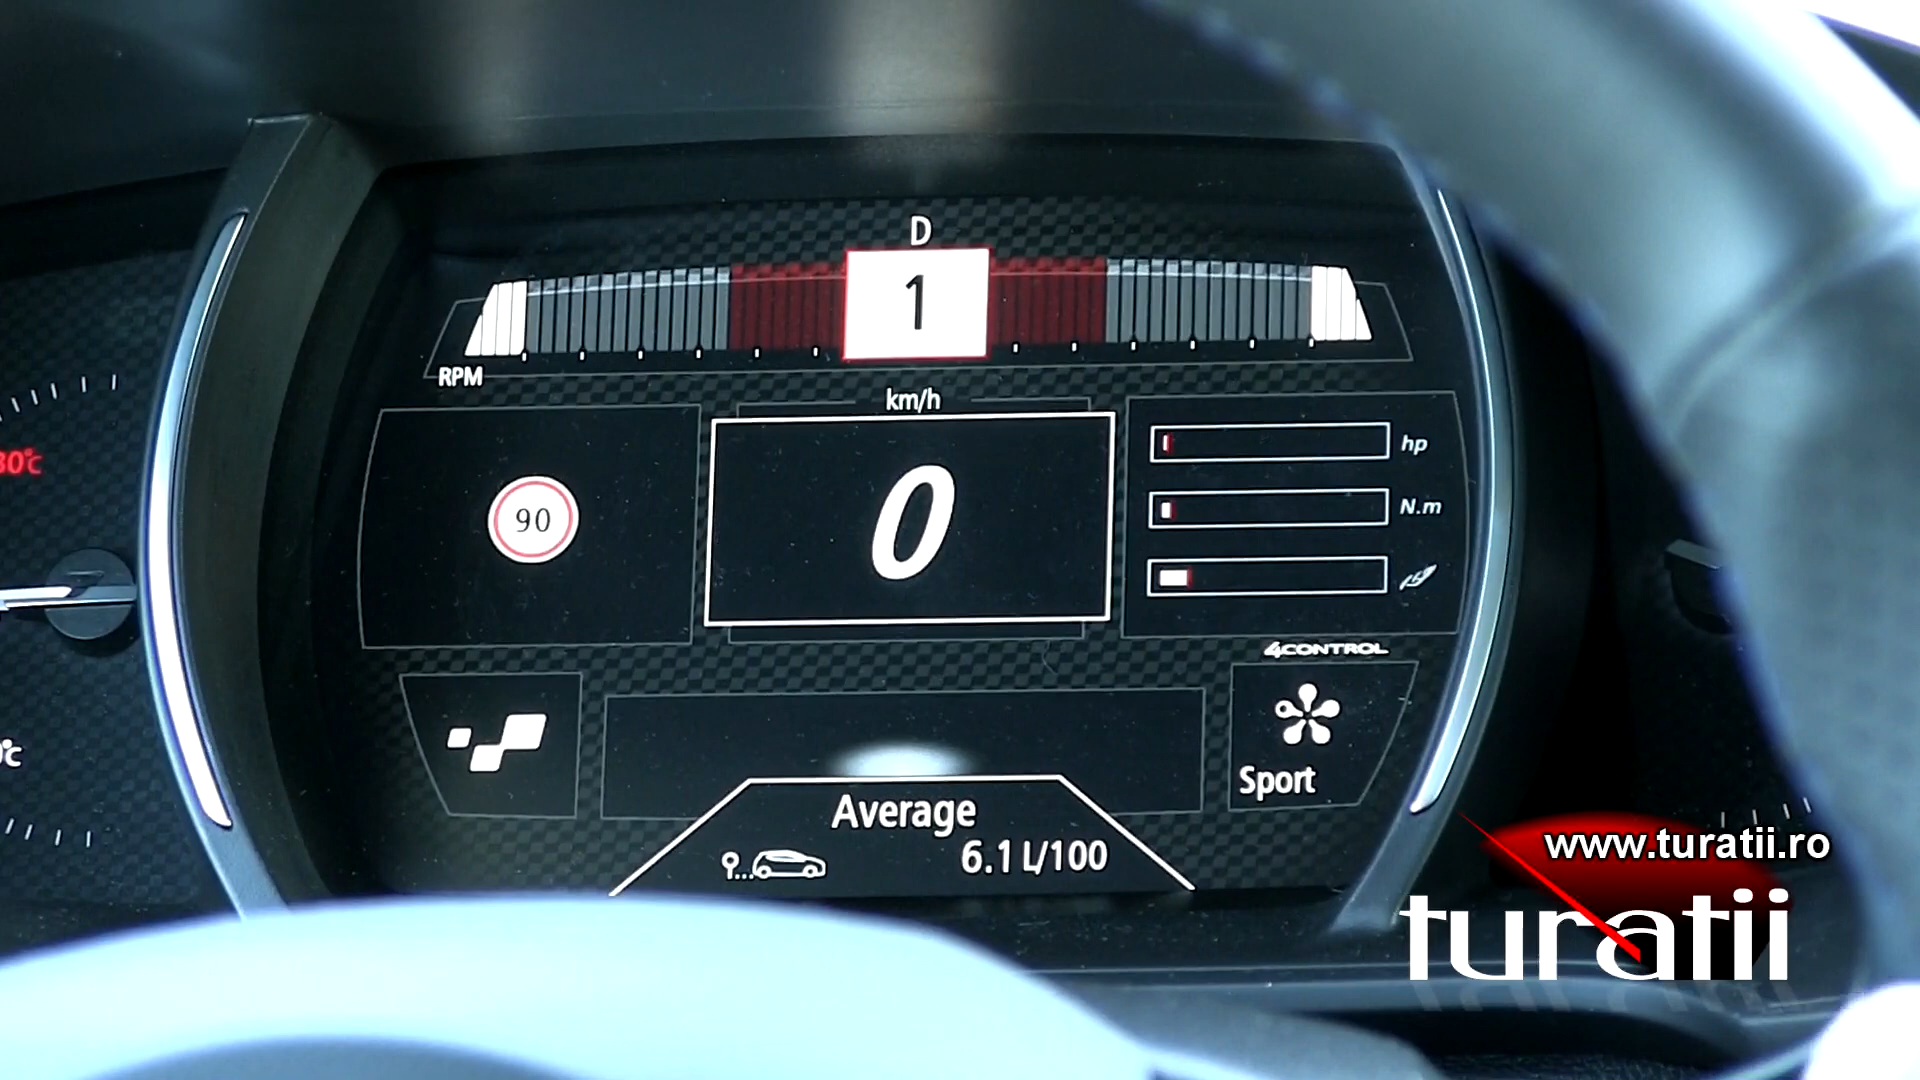 D
1
RPM
km/h
90
0
hp
N.m
4CONTROL
Sport
Average
6.1 L/100
www.turatii.ro
turatii